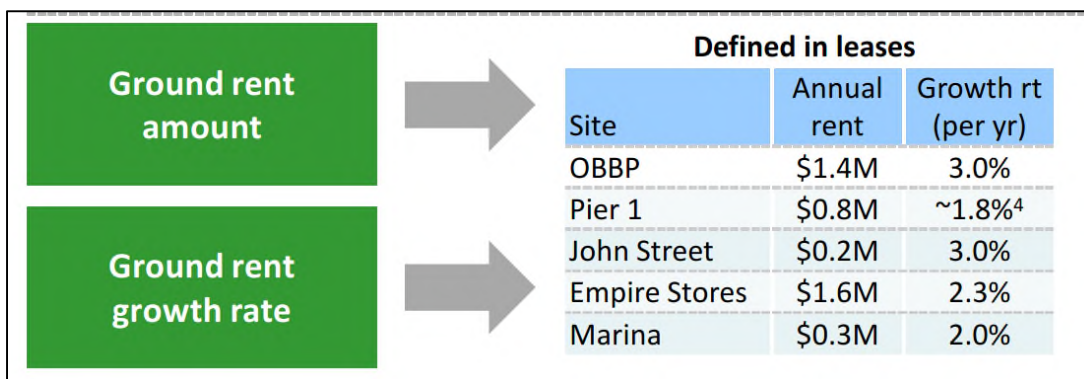 Ground rent
amount
Ground rent
growth rate
Defined in leases
Site Annual rent Growth rt (per yr)
OBBP $1.4M 3.0%
Pier 1 $0.8M ~1.8%⁴
John Street $0.2M 3.0%
Empire Stores $1.6M 2.3%
Marina $0.3M 2.0%